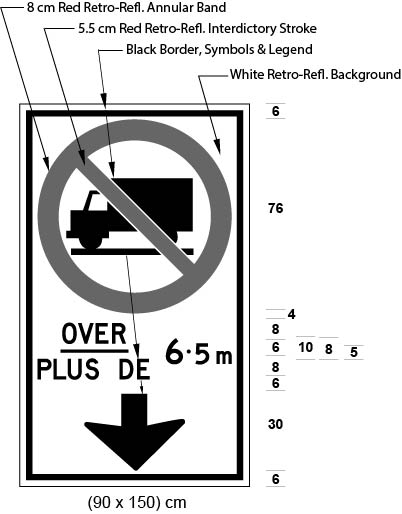 8 cm Red Retro-Refl. Annular Band
5.5 cm Red Retro-Refl. Interdictory Stroke
Black Border, Symbols & Legend
White Retro-Refl. Background
6
76
4
8
6 10 8 5
8
6
30
6
OVER
PLUS DE 6·5 m
(90 x 150) cm